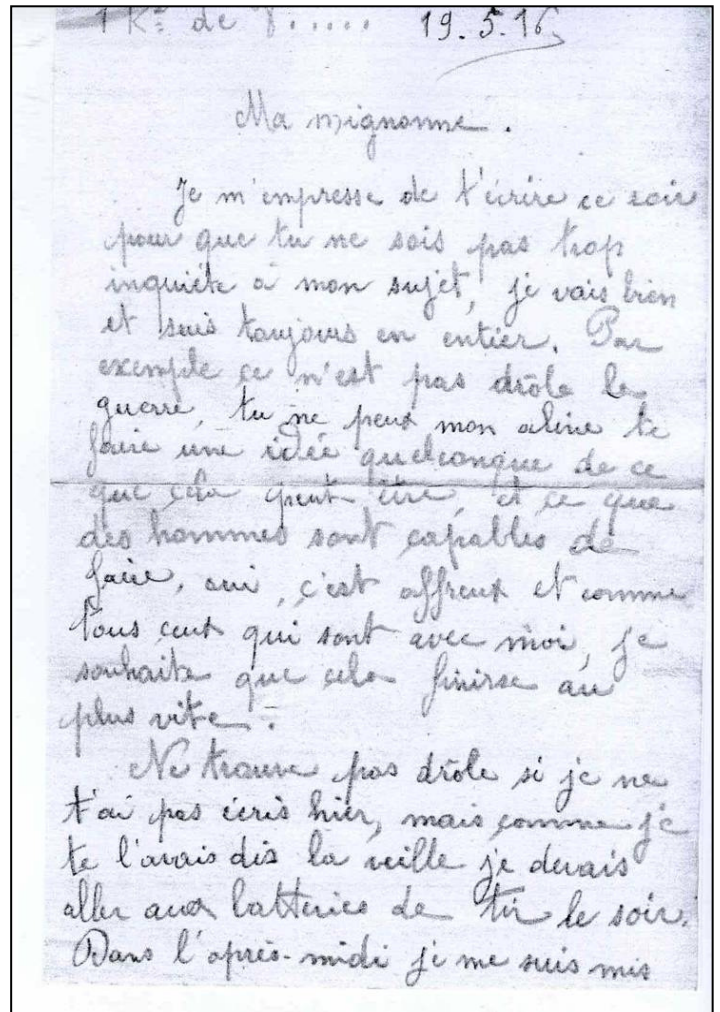 1 Km de V..... 19.5.16
Ma mignonne.
Je m'empresse de t'écrire ce soir
pour que tu ne sois pas trop
inquiète à mon sujet, je vais bien
et suis toujours en entier. Par
exemple ce n'est pas drôle la
guerre, tu ne peux mon aline te
faire une idée quelconque de ce
que cela peut être, et ce que
des hommes sont capables de
faire, oui, c'est affreux et comme
tous ceux qui sont avec moi, je
souhaite que cela finisse au
plus vite.
Ne trouve pas drôle si je ne
t'ai pas écris hier, mais comme je
te l'avais dis la veille je devais
aller aux batteries de tir le soir.
Dans l'après-midi je me suis mis